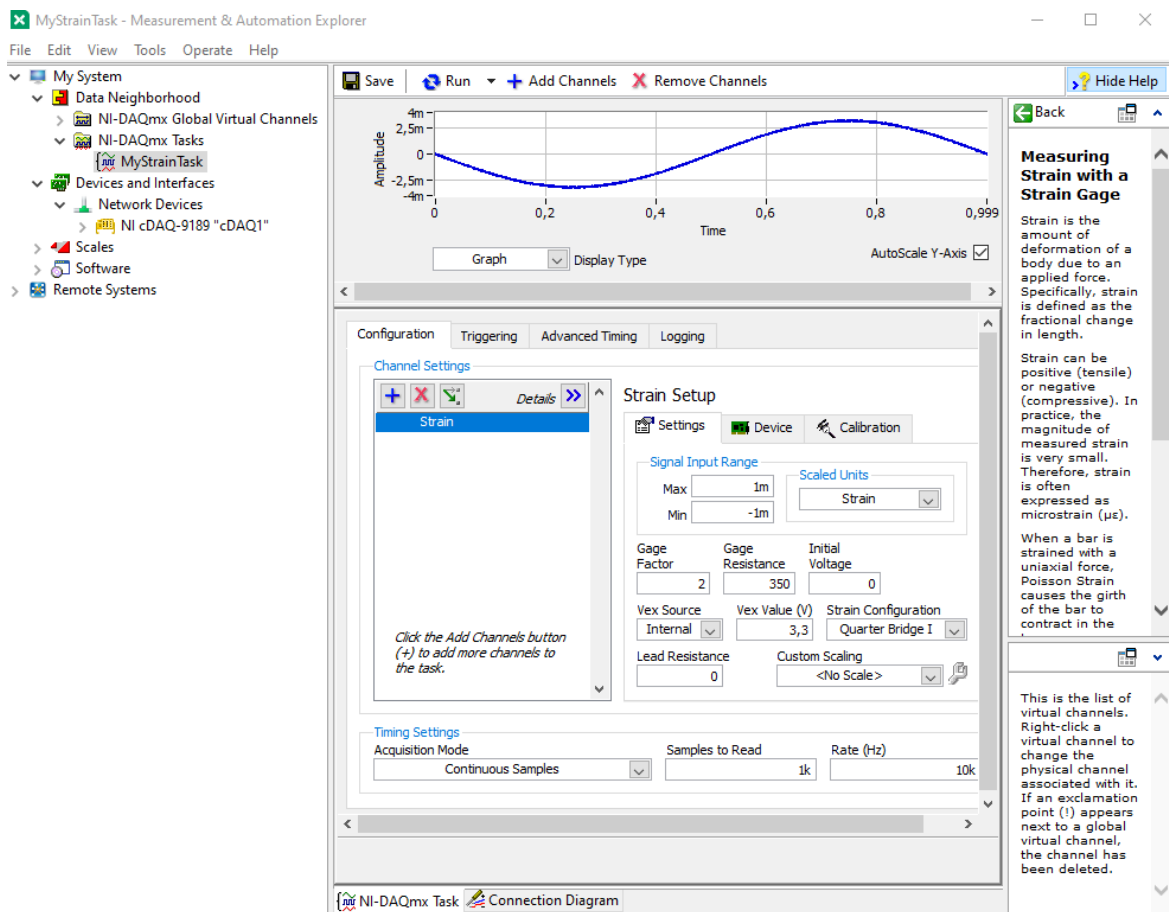 MyStrainTask - Measurement & Automation Explorer
File Edit View Tools Operate Help
My System
Data Neighborhood
NI-DAQmx Global Virtual Channels
NI-DAQmx Tasks
MyStrainTask
Devices and Interfaces
Network Devices
NI cDAQ-9189 "cDAQ1"
Scales
Software
Remote Systems
Save Run Add Channels Remove Channels Hide Help
Amplitude
4m
2,5m
0
-2,5m
-4m
0 0,2 0,4 0,6 0,8 0,999
Time
Graph Display Type AutoScale Y-Axis
Configuration Triggering Advanced Timing Logging
Channel Settings
Details
Strain
Click the Add Channels button
(+) to add more channels to
the task.
Strain Setup
Settings Device Calibration
Signal Input Range
Max 1m
Min -1m
Scaled Units
Strain
Gage Factor
2
Gage Resistance
350
Initial Voltage
0
Vex Source
Internal
Vex Value (V)
3,3
Strain Configuration
Quarter Bridge I
Lead Resistance
0
Custom Scaling
<No Scale>
Timing Settings
Acquisition Mode
Continuous Samples
Samples to Read
1k
Rate (Hz)
10k
NI-DAQmx Task Connection Diagram
Back
Measuring
Strain with a
Strain Gage
Strain is the
amount of
deformation of a
body due to an
applied force.
Specifically, strain
is defined as the
fractional change
in length.
Strain can be
positive (tensile)
or negative
(compressive). In
practice, the
magnitude of
measured strain
is very small.
Therefore, strain
is often
expressed as
microstrain (µε).
When a bar is
strained with a
uniaxial force,
Poisson Strain
causes the girth
of the bar to
contract in the
This is the list of
virtual channels.
Right-click a
virtual channel to
change the
physical channel
associated with it.
If an exclamation
point (!) appears
next to a global
virtual channel,
the channel has
been deleted.